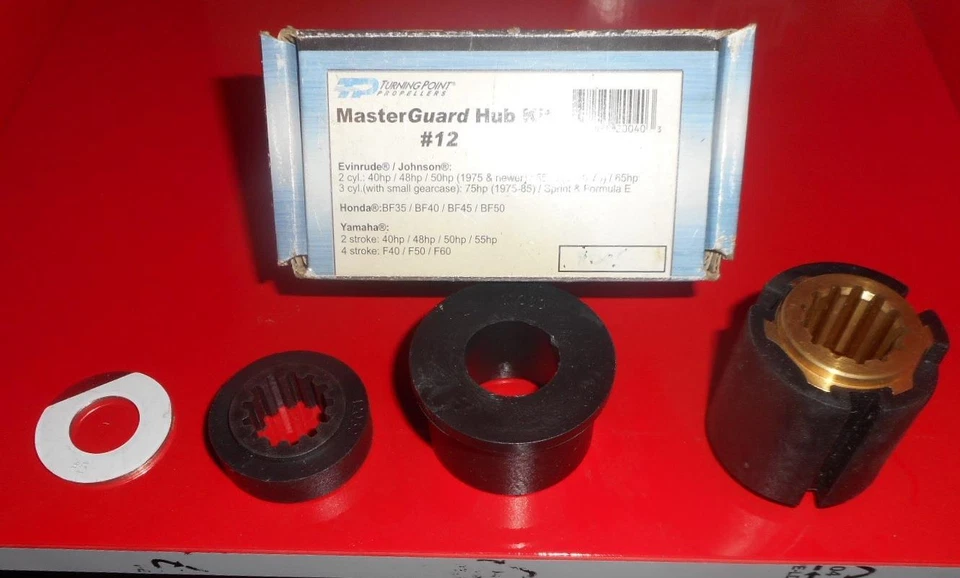 TURNING POINT®
PROPELLERS
MasterGuard Hub Kit
#12
Evinrude® / Johnson®:
2 cyl.: 40hp / 48hp / 50hp (1975 & newer) / 65hp
3 cyl.(with small gearcase): 75hp (1975-85) / Sprint & Formula E
Honda®:BF35 / BF40 / BF45 / BF50
Yamaha®:
2 stroke: 40hp / 48hp / 50hp / 55hp
4 stroke: F40 / F50 / F60